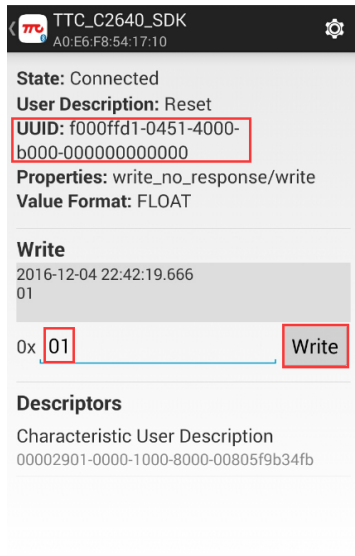 TTC_C2640_SDK
TTC
A0:E6:F8:54:17:10
State: Connected
User Description: Reset
UUID: f000ffd1-0451-4000-
b000-000000000000
Properties: write_no_response/write
Value Format: FLOAT
Write
2016-12-04 22:42:19.666
01
0x 01 Write
Descriptors
Characteristic User Description
00002901-0000-1000-8000-00805f9b34fb